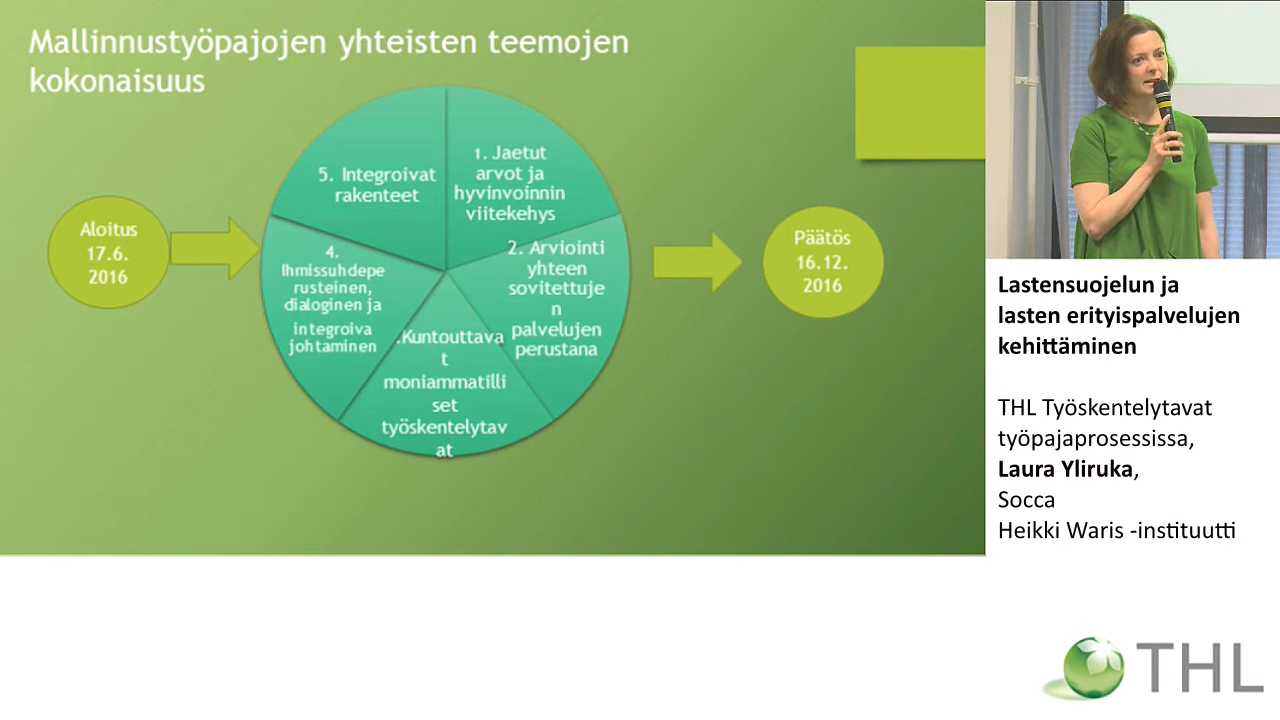 Mallinnustyöpajojen yhteisten teemojen
kokonaisuus
Aloitus
17.6.
2016
5. Integroivat
rakenteet
1. Jaetut
arvot ja
hyvinvoinnin
viitekehys
2. Arviointi
yhteen
sovitettuje
n
palvelujen
perustana
.Kuntouttava
t
moniammatilli
set
työskentelytav
at
4.
Ihmissuhdepe
rusteinen,
dialoginen ja
integroiva
johtaminen
Päätös
16.12.
2016
Lastensuojelun ja
lasten erityispalvelujen
kehittäminen
THL Työskentelytavat
työpajaprosessissa,
Laura Yliruka,
Socca
Heikki Waris -instituutti
THL